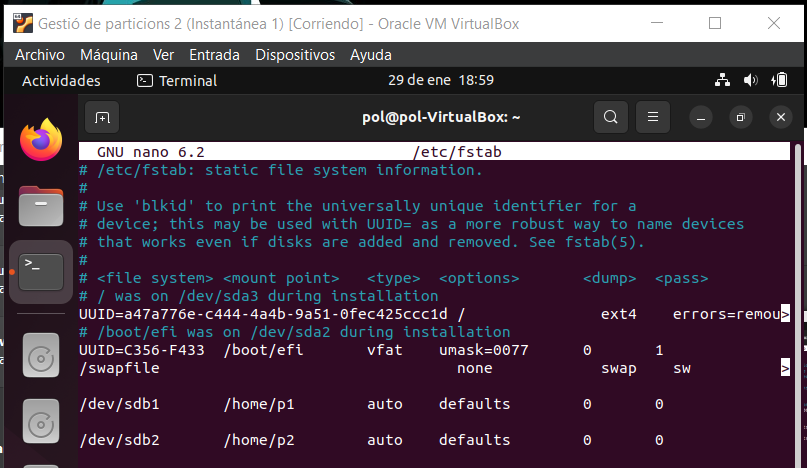 Gestió de particions 2 (Instantánea 1) [Corriendo] - Oracle VM VirtualBox
Archivo Máquina Ver Entrada Dispositivos Ayuda
Actividades Terminal 29 de ene 18:59
pol@pol-VirtualBox: ~
GNU nano 6.2 /etc/fstab
# /etc/fstab: static file system information.
#
# Use 'blkid' to print the universally unique identifier for a
# device; this may be used with UUID= as a more robust way to name devices
# that works even if disks are added and removed. See fstab(5).
#
# <file system> <mount point> <type> <options> <dump> <pass>
# / was on /dev/sda3 during installation
UUID=a47a776e-c444-4a4b-9a51-0fec425ccc1d / ext4 errors=remou>
# /boot/efi was on /dev/sda2 during installation
UUID=C356-F433 /boot/efi vfat umask=0077 0 1
/swapfile none swap sw >
/dev/sdb1 /home/p1 auto defaults 0 0
/dev/sdb2 /home/p2 auto defaults 0 0